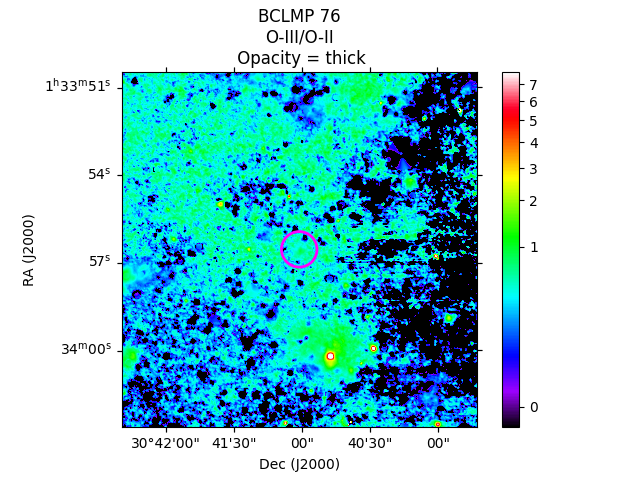 BCLMP 76
O-III/O-II
Opacity = thick
1ʰ33ᵐ51ˢ
54ˢ
57ˢ
34ᵐ00ˢ
RA (J2000)
30°42'00" 41'30" 00" 40'30" 00"
Dec (J2000)
7
6
5
4
3
2
1
0